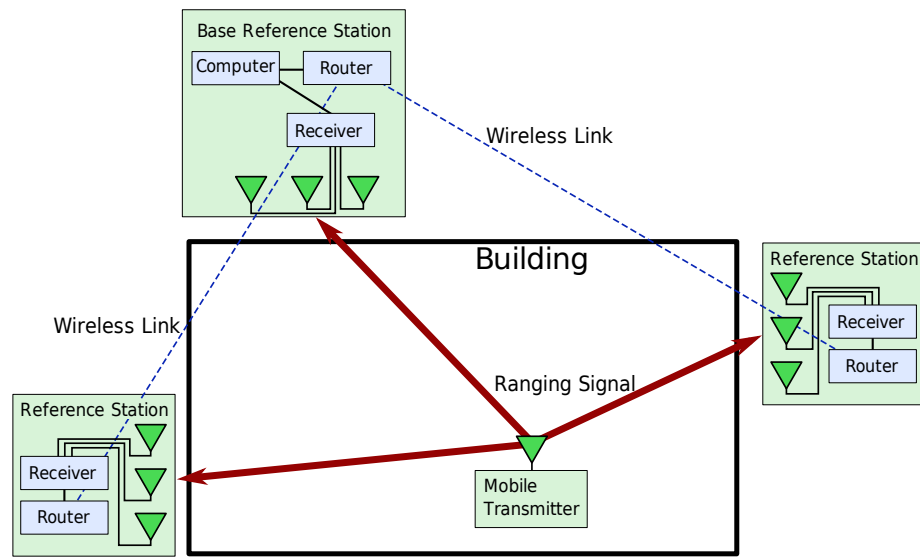 Base Reference Station
Computer
Router
Receiver
Wireless Link
Building
Reference Station
Receiver
Router
Wireless Link
Ranging Signal
Reference Station
Receiver
Router
Mobile
Transmitter